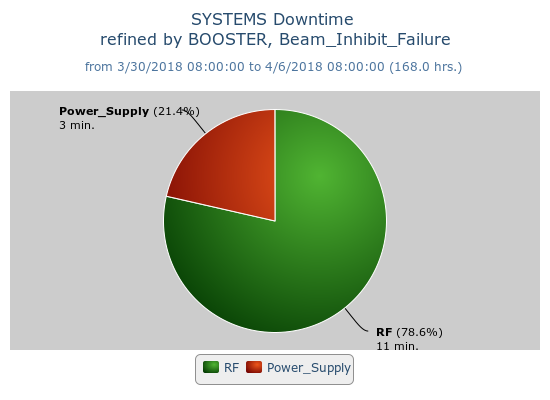 SYSTEMS Downtime
refined by BOOSTER, Beam_Inhibit_Failure
from 3/30/2018 08:00:00 to 4/6/2018 08:00:00 (168.0 hrs.)
Power_Supply (21.4%)
3 min.
RF (78.6%)
11 min.
RF Power_Supply